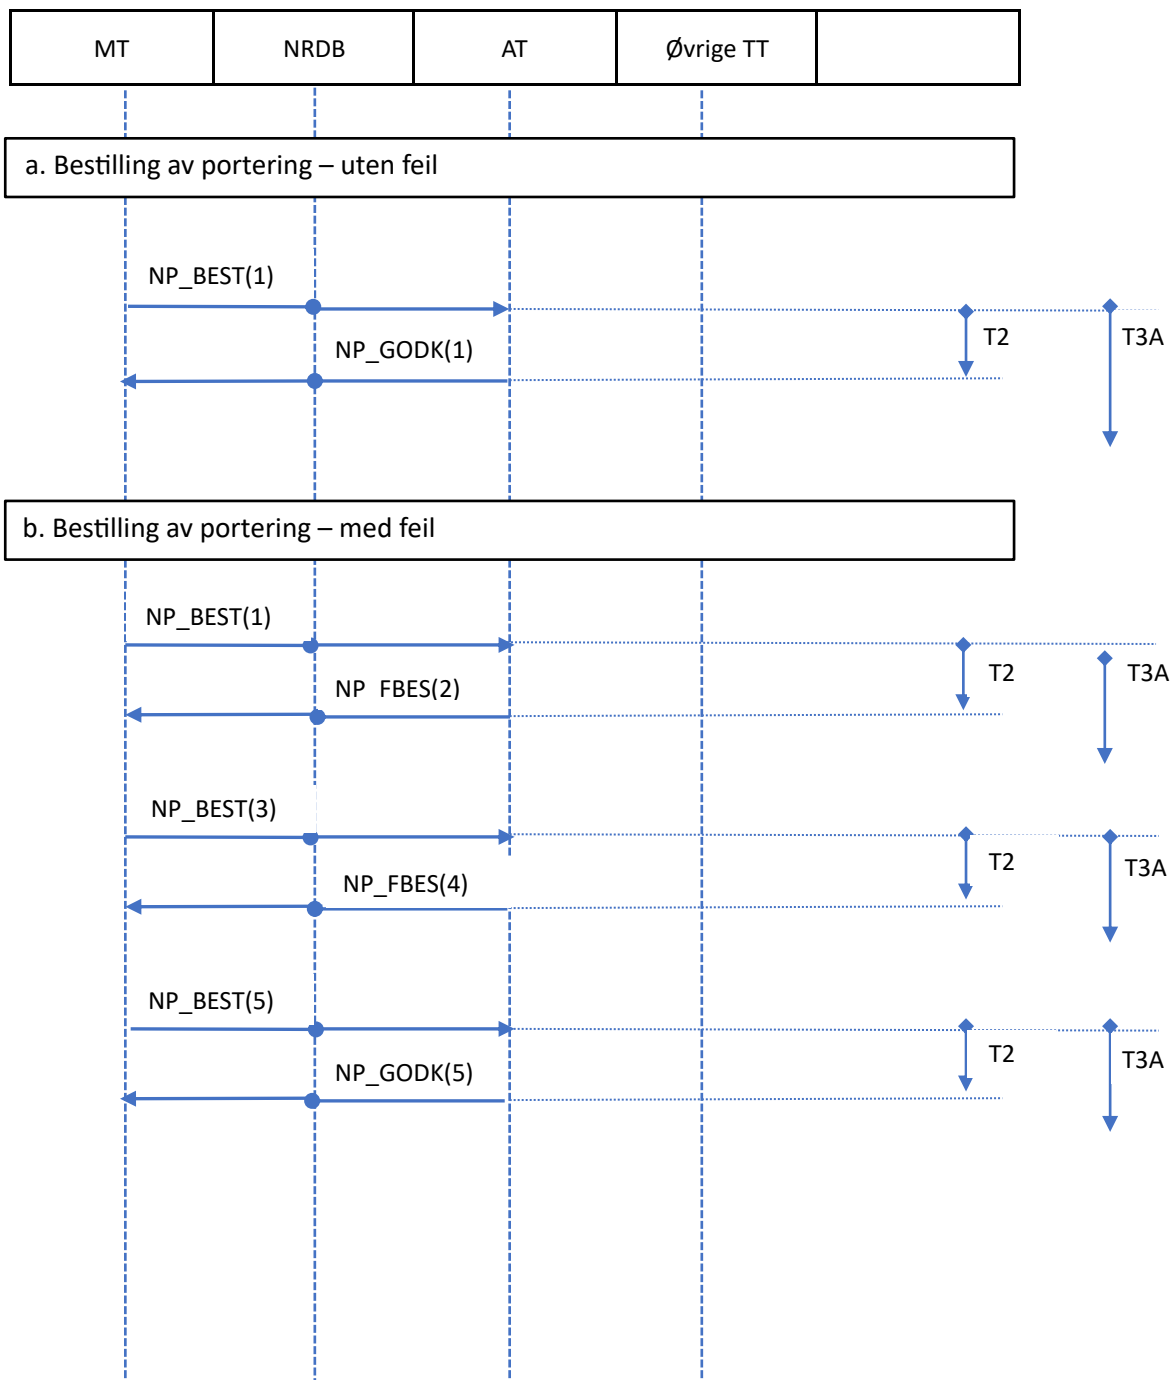 MT NRDB AT Øvrige TT
a. Bestilling av portering – uten feil
NP_BEST(1)
NP_GODK(1)
T2
T3A
b. Bestilling av portering – med feil
NP_BEST(1)
NP FBES(2)
T2
T3A
NP_BEST(3)
NP_FBES(4)
T2
T3A
NP_BEST(5)
NP_GODK(5)
T2
T3A